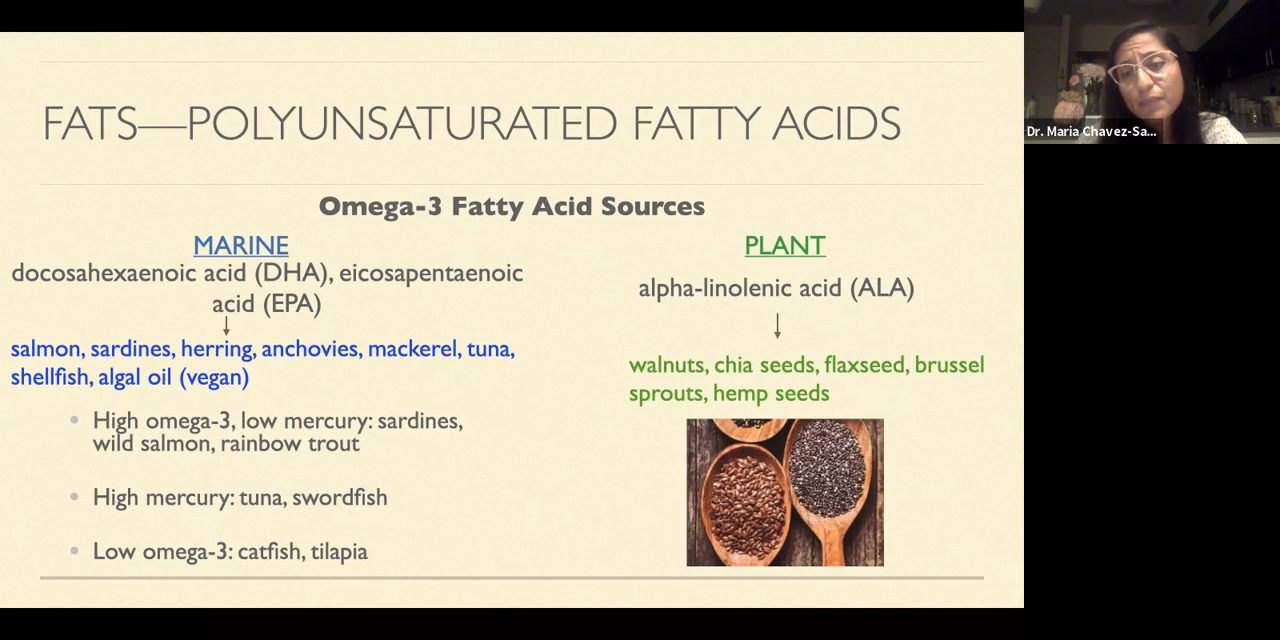 FATS—POLYUNSATURATED FATTY ACIDS
Omega-3 Fatty Acid Sources
MARINE
docosahexaenoic acid (DHA), eicosapentaenoic
acid (EPA)
salmon, sardines, herring, anchovies, mackerel, tuna,
shellfish, algal oil (vegan)
• High omega-3, low mercury: sardines,
wild salmon, rainbow trout
• High mercury: tuna, swordfish
• Low omega-3: catfish, tilapia
PLANT
alpha-linolenic acid (ALA)
walnuts, chia seeds, flaxseed, brussel
sprouts, hemp seeds
Dr. Maria Chavez-Sa...